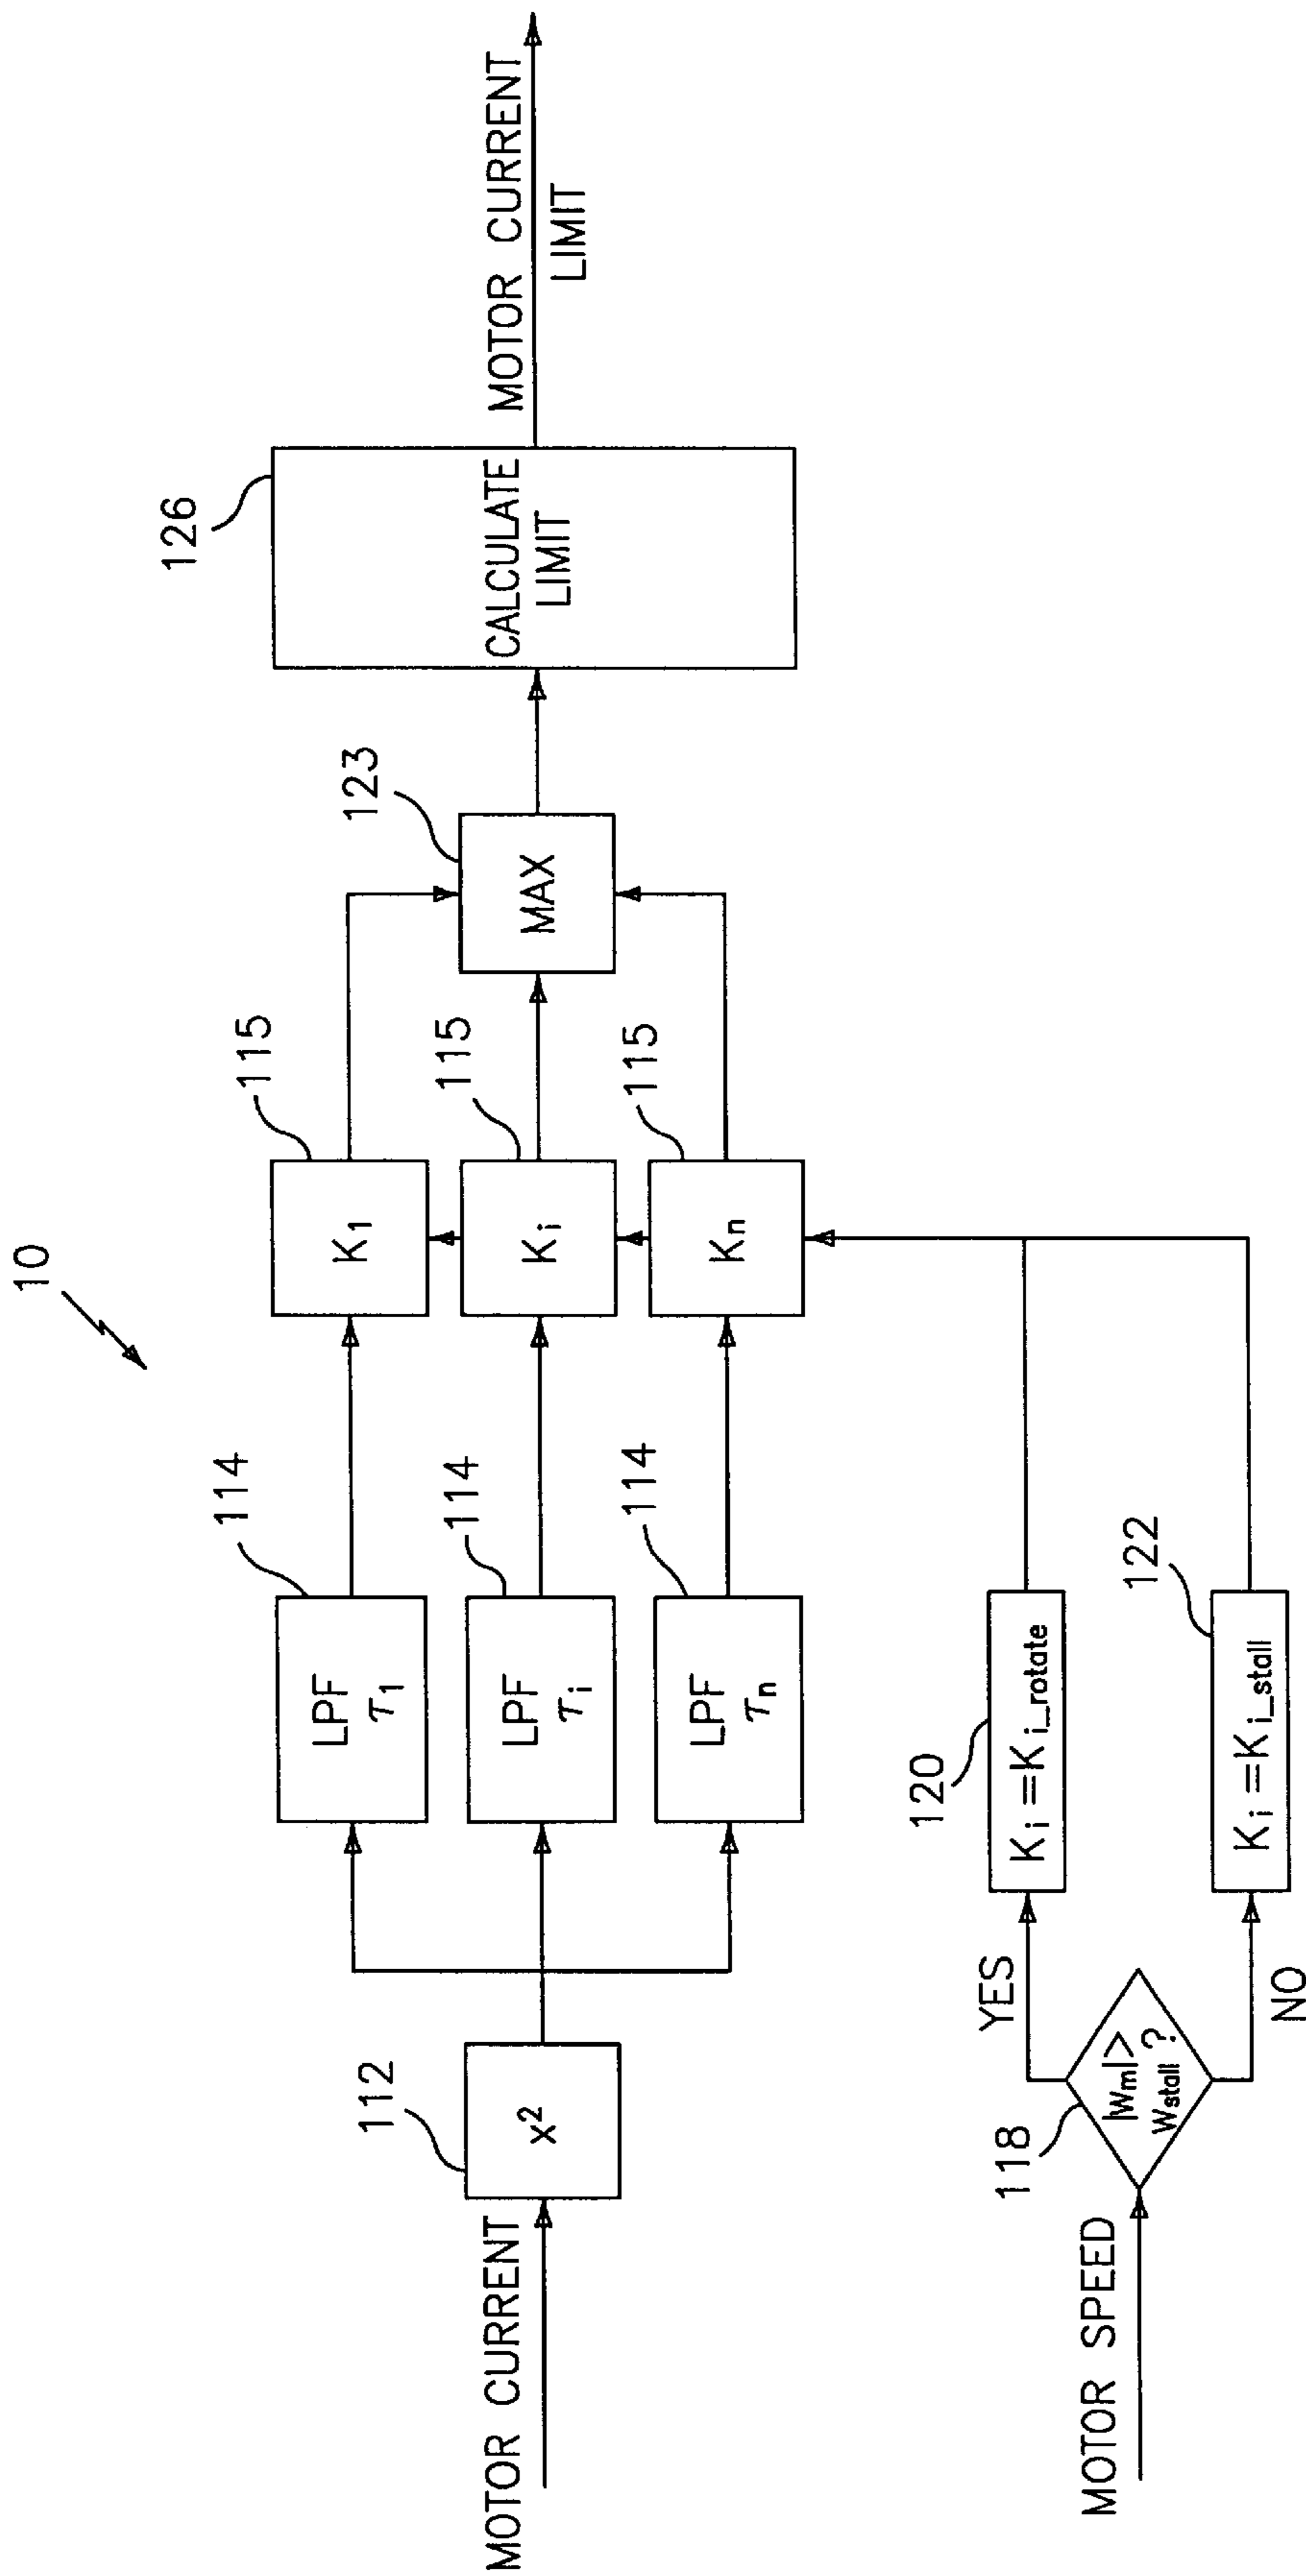 10
MOTOR CURRENT
112
x²
114
LPF
τ₁
114
LPF
τᵢ
114
LPF
τₙ
115
K₁
115
Kᵢ
115
Kₙ
123
MAX
126
CALCULATE
LIMIT
MOTOR CURRENT
LIMIT
MOTOR SPEED
118
|Wm|>
Wstall ?
YES
NO
120
Kᵢ =Kᵢ_rotate
122
Kᵢ =Kᵢ_stall